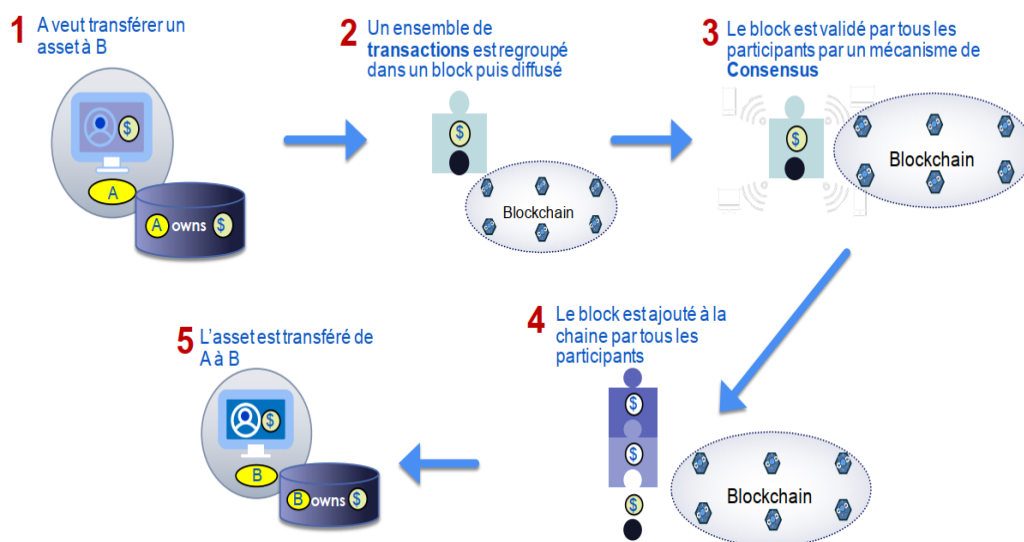 1 A veut transférer un
asset à B
$
A
A owns $
2 Un ensemble de
transactions est regroupé
dans un block puis diffusé
$
Blockchain
3 Le block est validé par tous les
participants par un mécanisme de
Consensus
$
Blockchain
4 Le block est ajouté à la
chaine par tous les
participants
$
$
$
Blockchain
5 L'asset est transféré de
A à B
$
B
B owns $